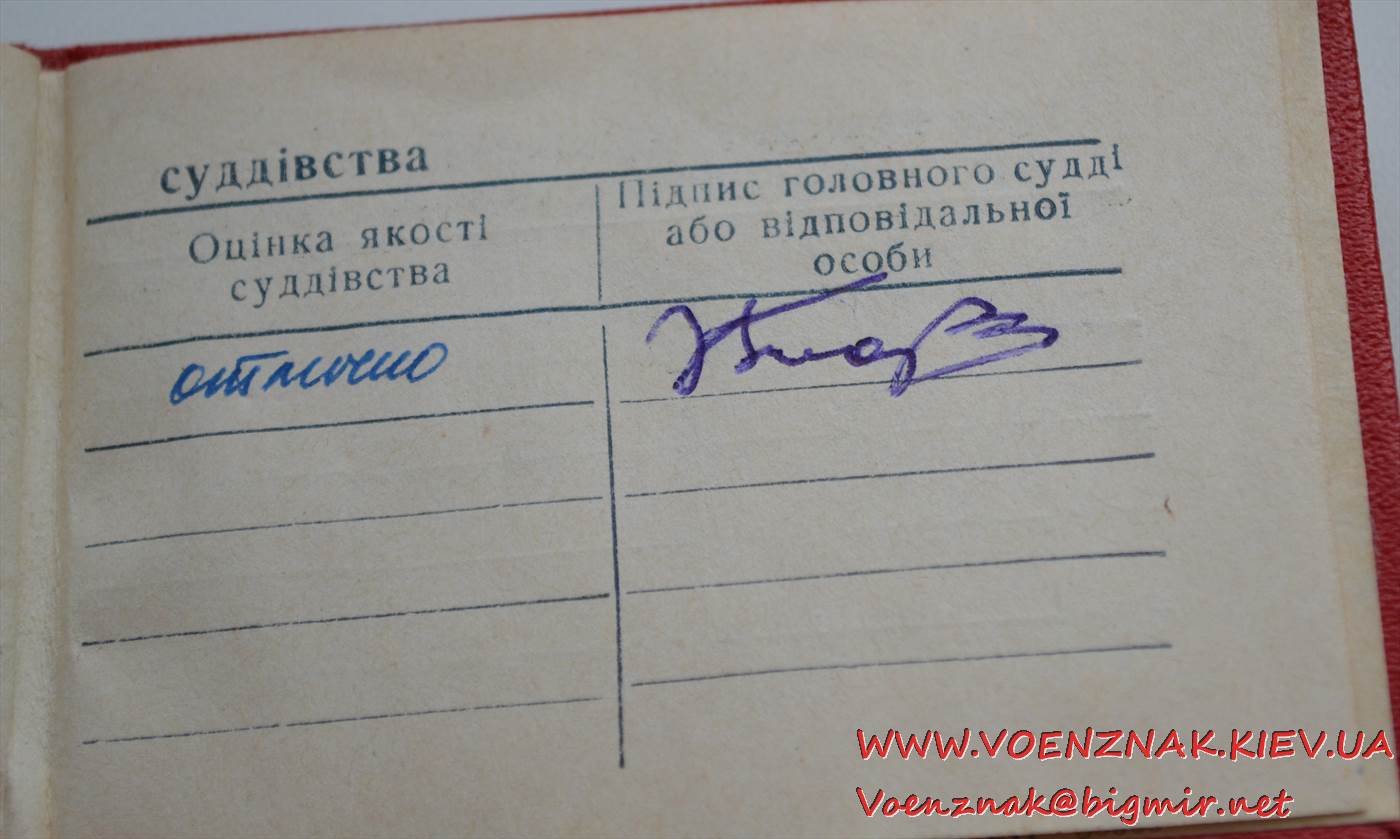 суддівства
Оцінка якості
суддівства
Підпис головного судді
або відповідальної
особи
отлично
WWW.VOENZNAK.KIEV.UA
Voenznak@bigmir.net